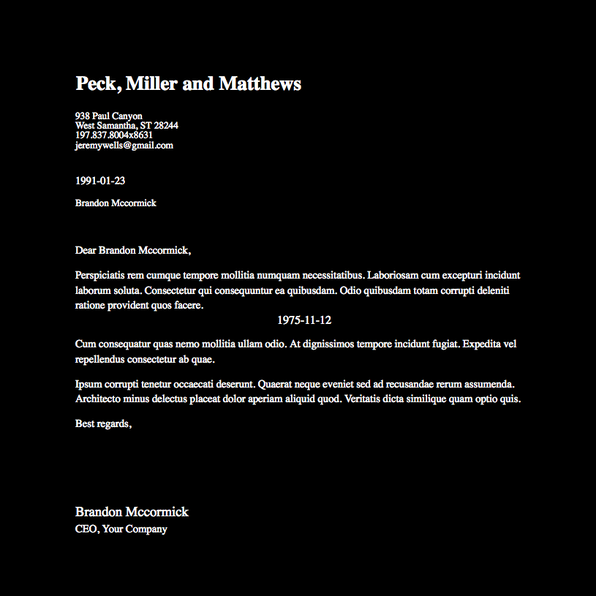 Peck, Miller and Matthews
938 Paul Canyon
West Samantha, ST 28244
197.837.8004x8631
jeremywells@gmail.com
1991-01-23
Brandon Mccormick
Dear Brandon Mccormick,
Perspiciatis rem cumque tempore mollitia numquam necessitatibus. Laboriosam cum excepturi incidunt
laborum soluta. Consectetur qui consequuntur ea quibusdam. Odio quibusdam totam corrupti deleniti
ratione provident quos facere.
1975-11-12
Cum consequatur quas nemo mollitia ullam odio. At dignissimos tempore incidunt fugiat. Expedita vel
repellendus consectetur ab quae.
Ipsum corrupti tenetur occaecati deserunt. Quaerat neque eveniet sed ad recusandae rerum assumenda.
Architecto minus delectus placeat dolor aperiam aliquid quod. Veritatis dicta similique quam optio quis.
Best regards,
Brandon Mccormick
CEO, Your Company